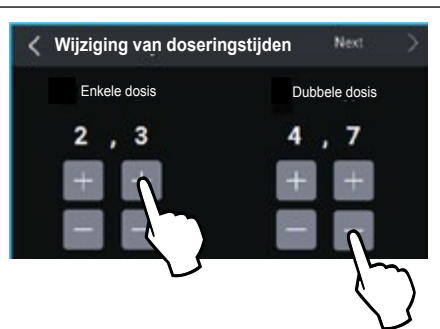 Wijziging van doseringstijden Next
Enkele dosis Dubbele dosis
2 , 3 4 , 7
+ + + +
− − − −